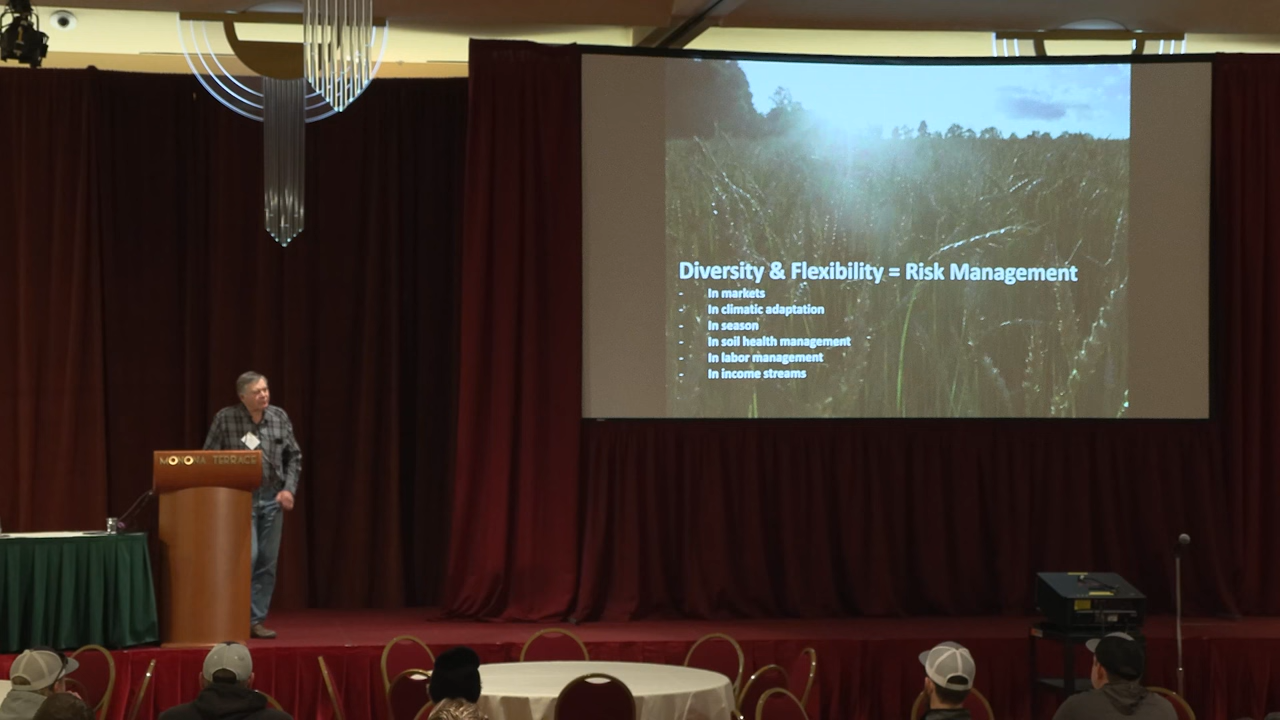 Diversity & Flexibility = Risk Management
- In markets
- In climatic adaptation
- In season
- In soil health management
- In labor management
- In income streams
MONONA TERRACE